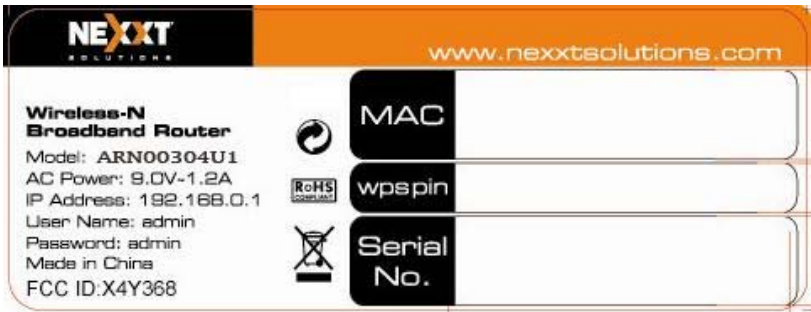 NEXXT
SOLUTIONS
www.nexxtsolutions.com
Wireless-N
Broadband Router
Model: ARN00304U1
AC Power: 9.0V-1.2A
IP Address: 192.168.0.1
User Name: admin
Password: admin
Made in China
FCC ID:X4Y368
RoHS
COMPLIANT
MAC
wpspin
Serial
No.